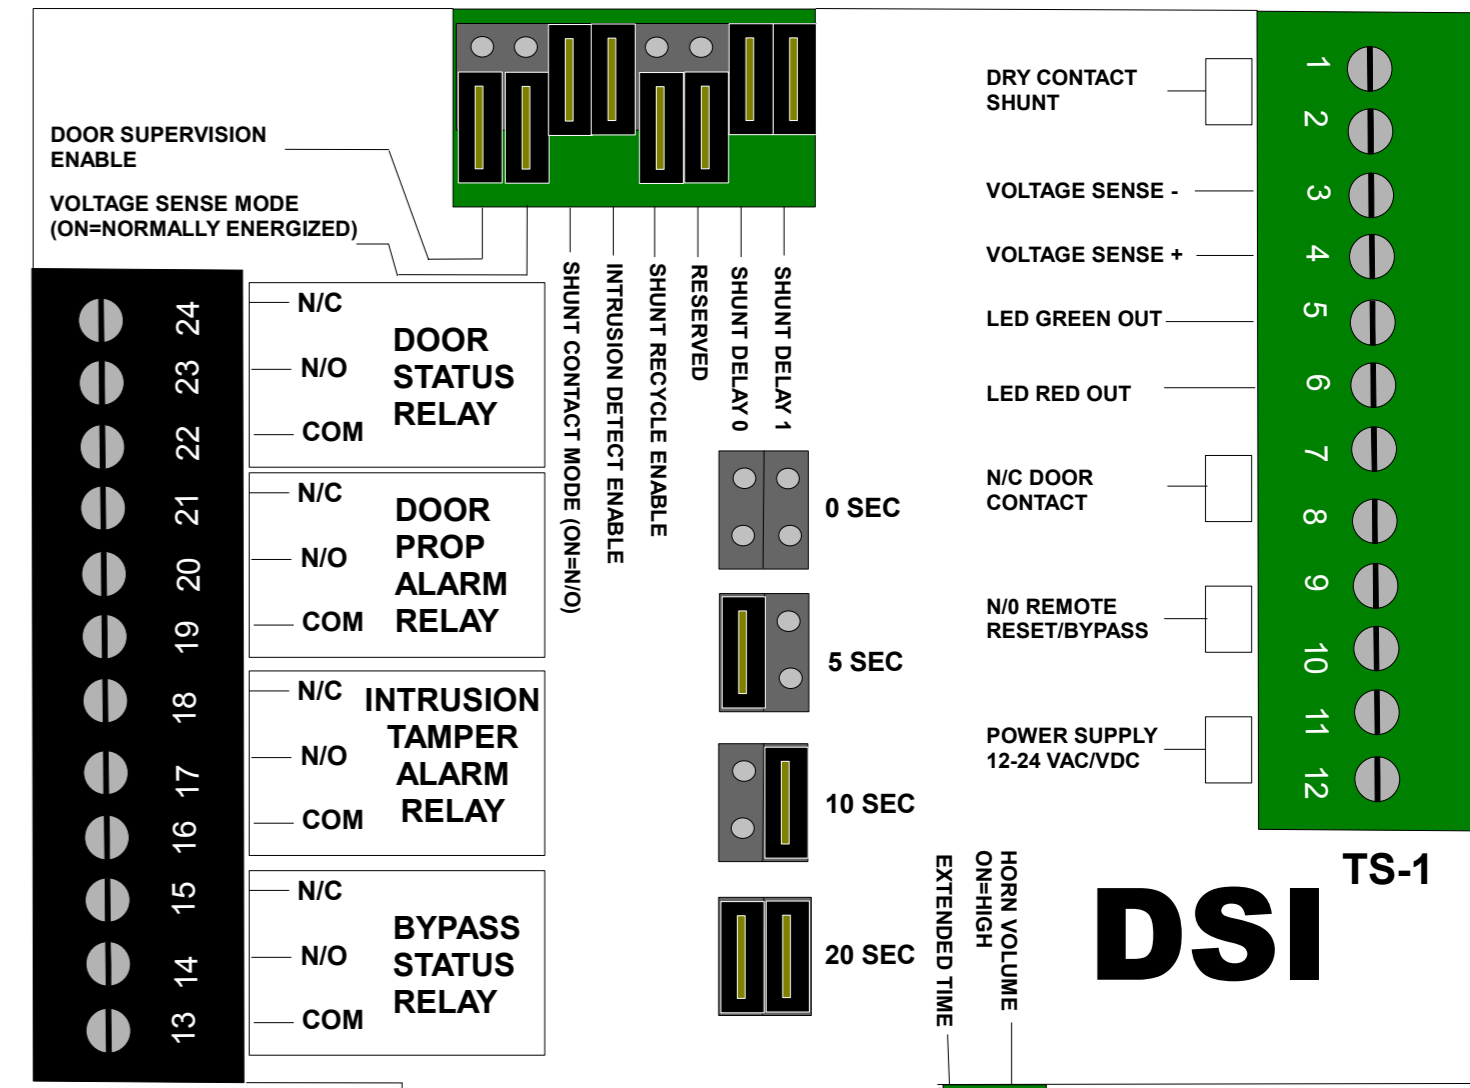 DOOR SUPERVISION
ENABLE
VOLTAGE SENSE MODE
(ON=NORMALLY ENERGIZED)
SHUNT CONTACT MODE (ON=N/O)
INTRUSION DETECT ENABLE
SHUNT RECYCLE ENABLE
RESERVED
SHUNT DELAY 0
SHUNT DELAY 1
24
23
22
21
20
19
18
17
16
15
14
13
N/C
N/O
COM
DOOR
STATUS
RELAY
N/C
N/O
COM
DOOR
PROP
ALARM
RELAY
N/C
N/O
COM
INTRUSION
TAMPER
ALARM
RELAY
N/C
N/O
COM
BYPASS
STATUS
RELAY
0 SEC
5 SEC
10 SEC
20 SEC
DRY CONTACT
SHUNT
VOLTAGE SENSE -
VOLTAGE SENSE +
LED GREEN OUT
LED RED OUT
N/C DOOR
CONTACT
N/0 REMOTE
RESET/BYPASS
POWER SUPPLY
12-24 VAC/VDC
1
2
3
4
5
6
7
8
9
10
11
12
TS-1
HORN VOLUME
ON=HIGH
EXTENDED TIME
DSI